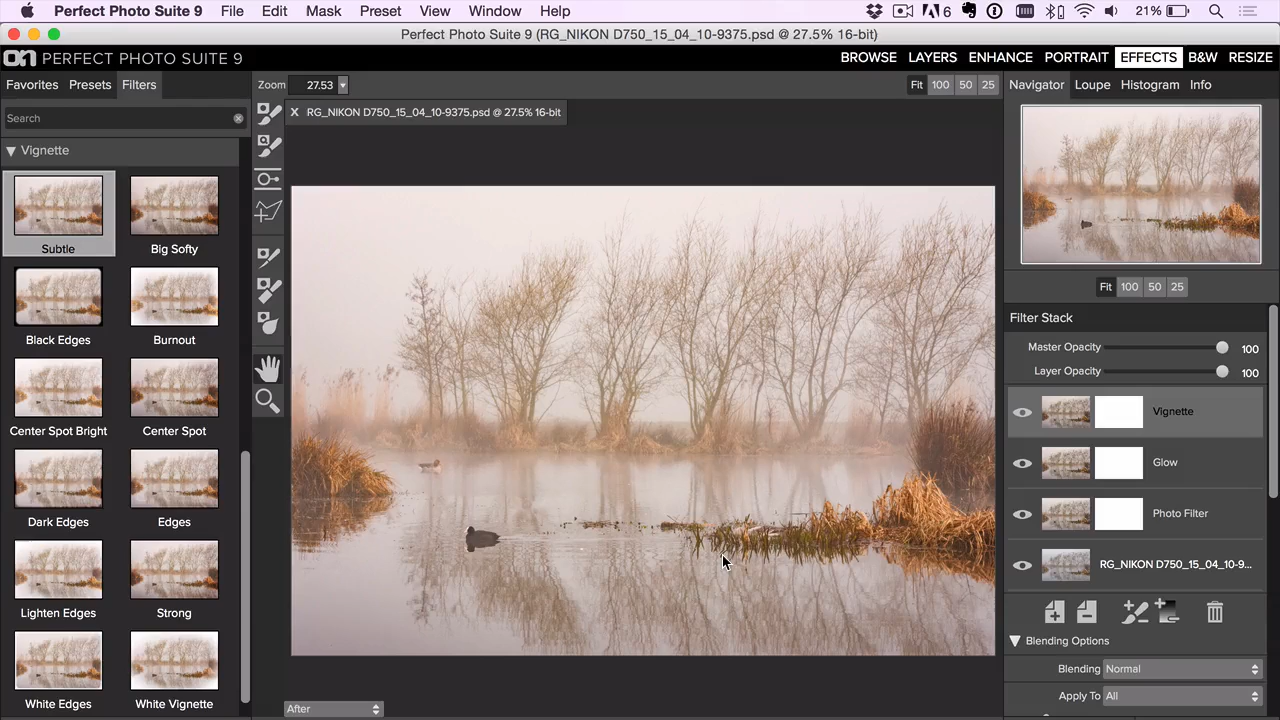 Perfect Photo Suite 9 File Edit Mask Preset View Window Help 6 21%
Perfect Photo Suite 9 (RG_NIKON D750_15_04_10-9375.psd @ 27.5% 16-bit)
on PERFECT PHOTO SUITE 9 BROWSE LAYERS ENHANCE PORTRAIT EFFECTS B&W RESIZE
Favorites Presets Filters Zoom 27.53 Fit 100 50 25 Navigator Loupe Histogram Info
Search
X RG_NIKON D750_15_04_10-9375.psd @ 27.5% 16-bit
Vignette
Subtle Big Softy
Black Edges Burnout
Center Spot Bright Center Spot
Dark Edges Edges
Lighten Edges Strong
White Edges White Vignette
After
Fit 100 50 25
Filter Stack
Master Opacity 100
Layer Opacity 100
Vignette
Glow
Photo Filter
RG_NIKON D750_15_04_10-9...
Blending Options
Blending Normal
Apply To All